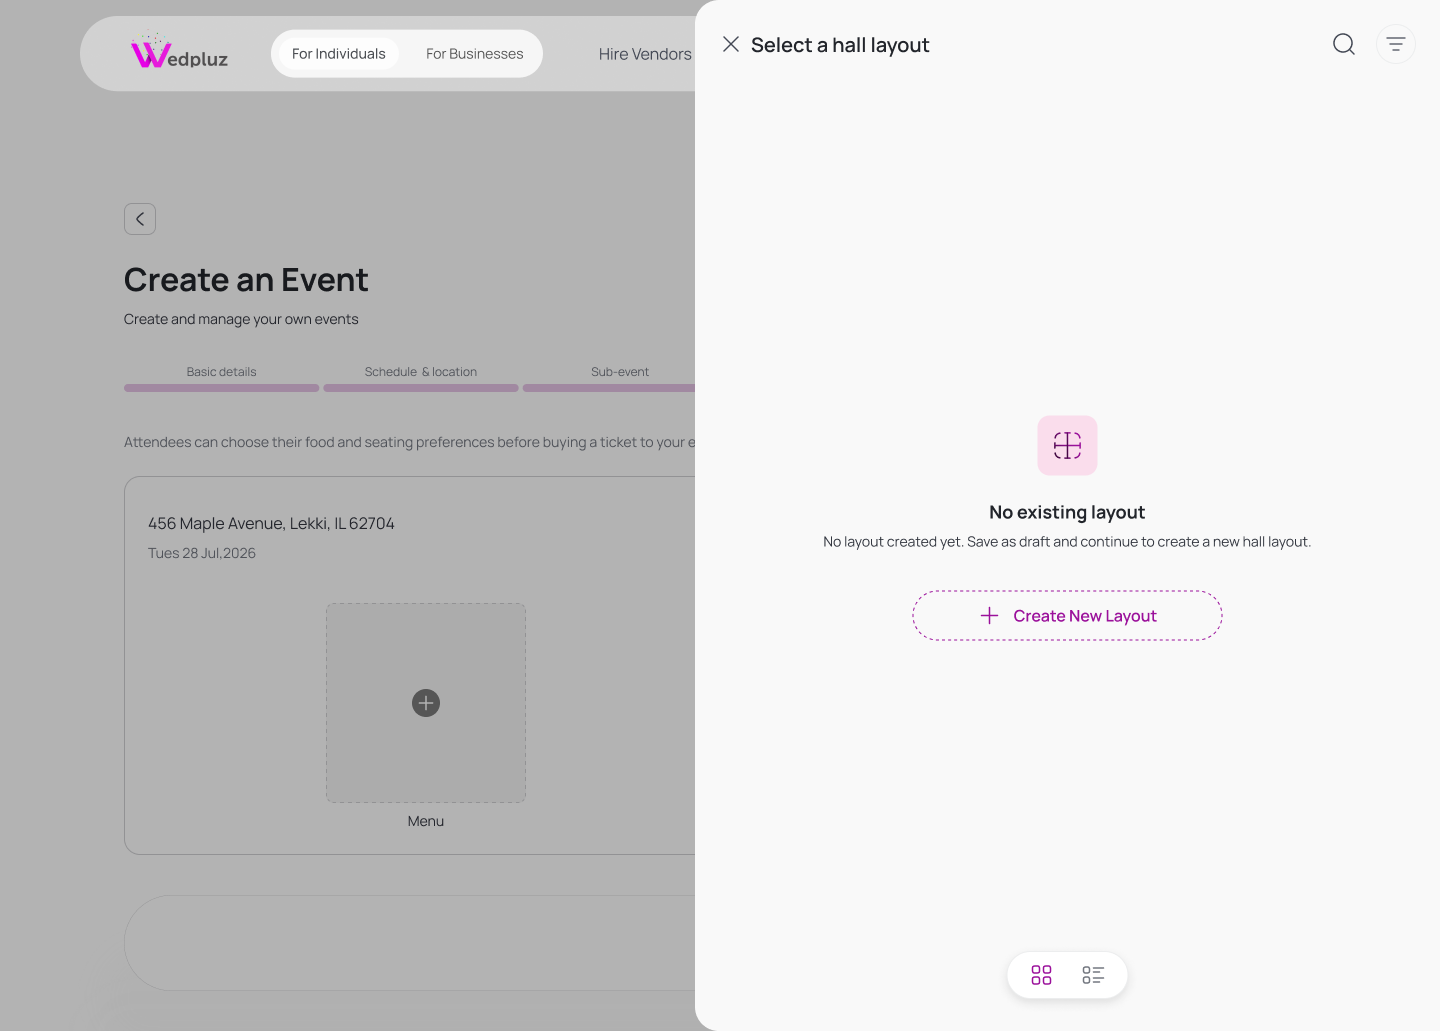 Wedpluz
For Individuals
For Businesses
Hire Vendors
Create an Event
Create and manage your own events
Basic details
Schedule & location
Sub-event
Attendees can choose their food and seating preferences before buying a ticket to your e
456 Maple Avenue, Lekki, IL 62704
Tues 28 Jul,2026
Menu
Select a hall layout
No existing layout
No layout created yet. Save as draft and continue to create a new hall layout.
Create New Layout